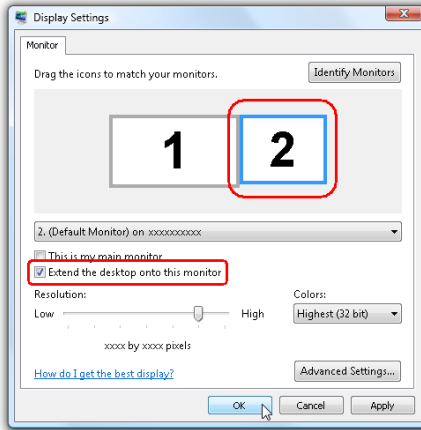 Display Settings
Monitor
Drag the icons to match your monitors.
Identify Monitors
1
2
2. (Default Monitor) on xxxxxxxxxx
This is my main monitor
Extend the desktop onto this monitor
Resolution:
Colors:
Low
High
Highest (32 bit)
xxxx by xxxx pixels
How do I get the best display?
Advanced Settings...
OK
Cancel
Apply